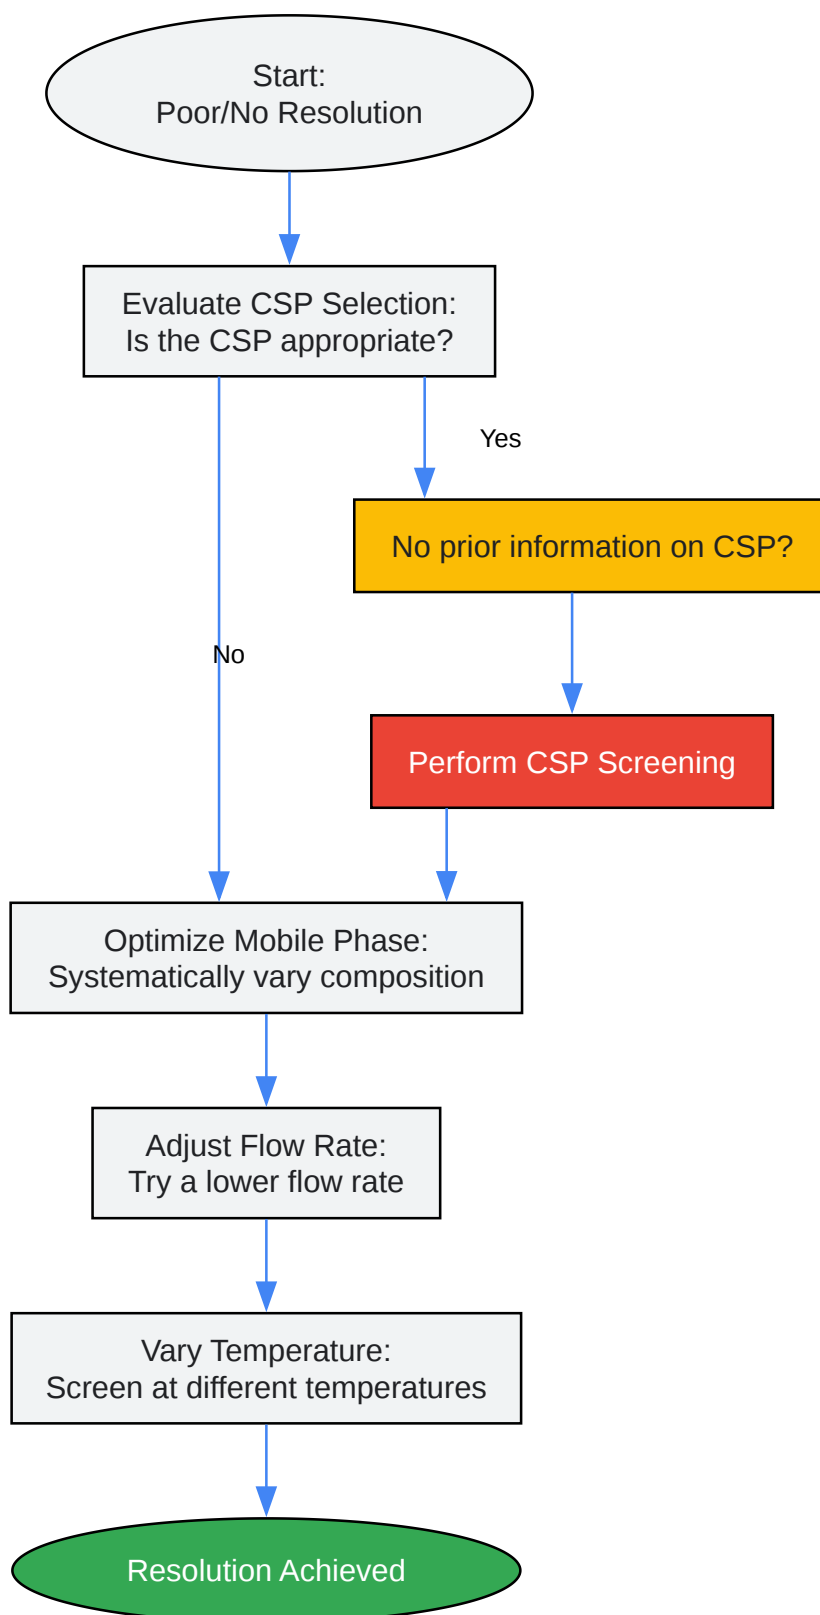 Start:
Poor/No Resolution
Evaluate CSP Selection:
Is the CSP appropriate?
Yes
No prior information on CSP?
No
Perform CSP Screening
Optimize Mobile Phase:
Systematically vary composition
Adjust Flow Rate:
Try a lower flow rate
Vary Temperature:
Screen at different temperatures
Resolution Achieved